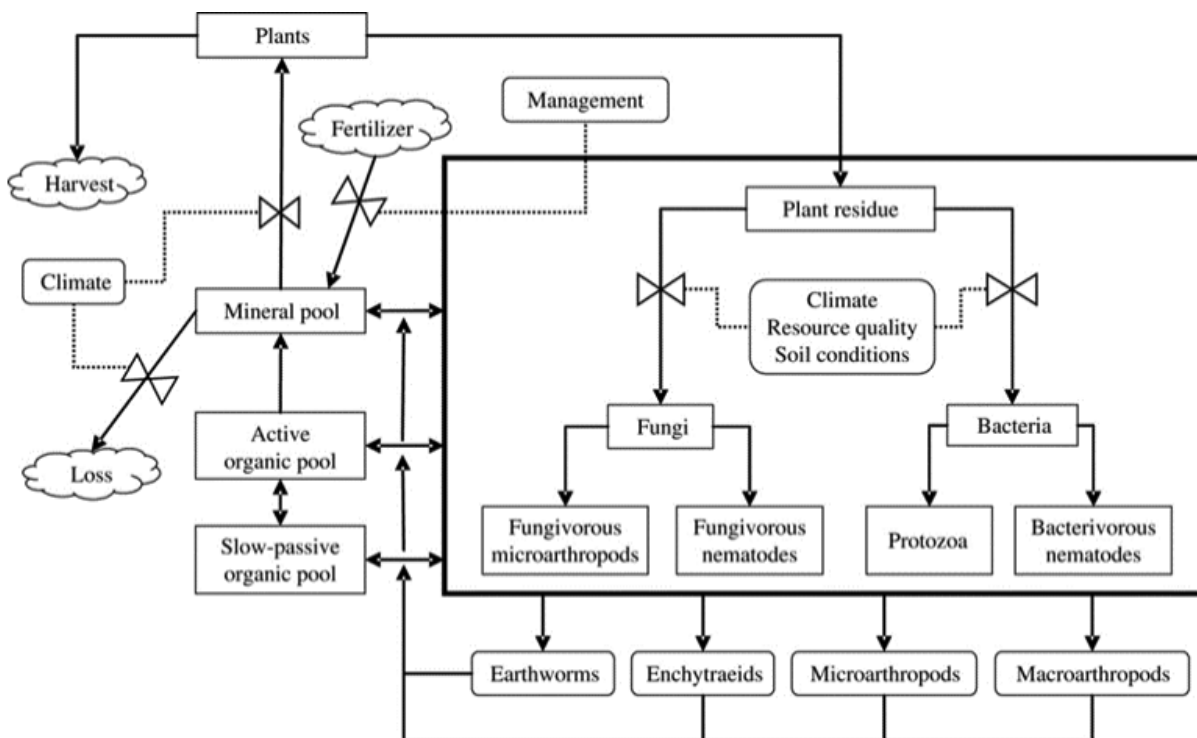 Plants
Management
Fertilizer
Harvest
Plant residue
Climate
Climate
Resource quality
Soil conditions
Mineral pool
Fungi
Bacteria
Active
organic pool
Loss
Fungivorous
microarthropods
Fungivorous
nematodes
Protozoa
Bacterivorous
nematodes
Slow-passive
organic pool
Earthworms
Enchytraeids
Microarthropods
Macroarthropods